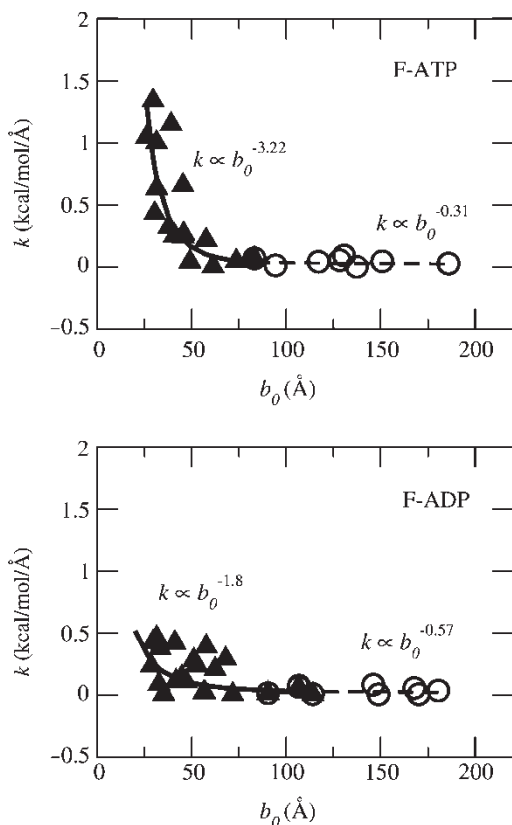 2
F-ATP
1.5
k (kcal/mol/Å)
1
k ∝ b₀^-3.22
0.5
k ∝ b₀^-0.31
0
−0.5
0 50 100 150 200
b₀ (Å)
2
F-ADP
1.5
k (kcal/mol/Å)
1
k ∝ b₀^-1.8
k ∝ b₀^-0.57
0.5
0
−0.5
0 50 100 150 200
b₀ (Å)